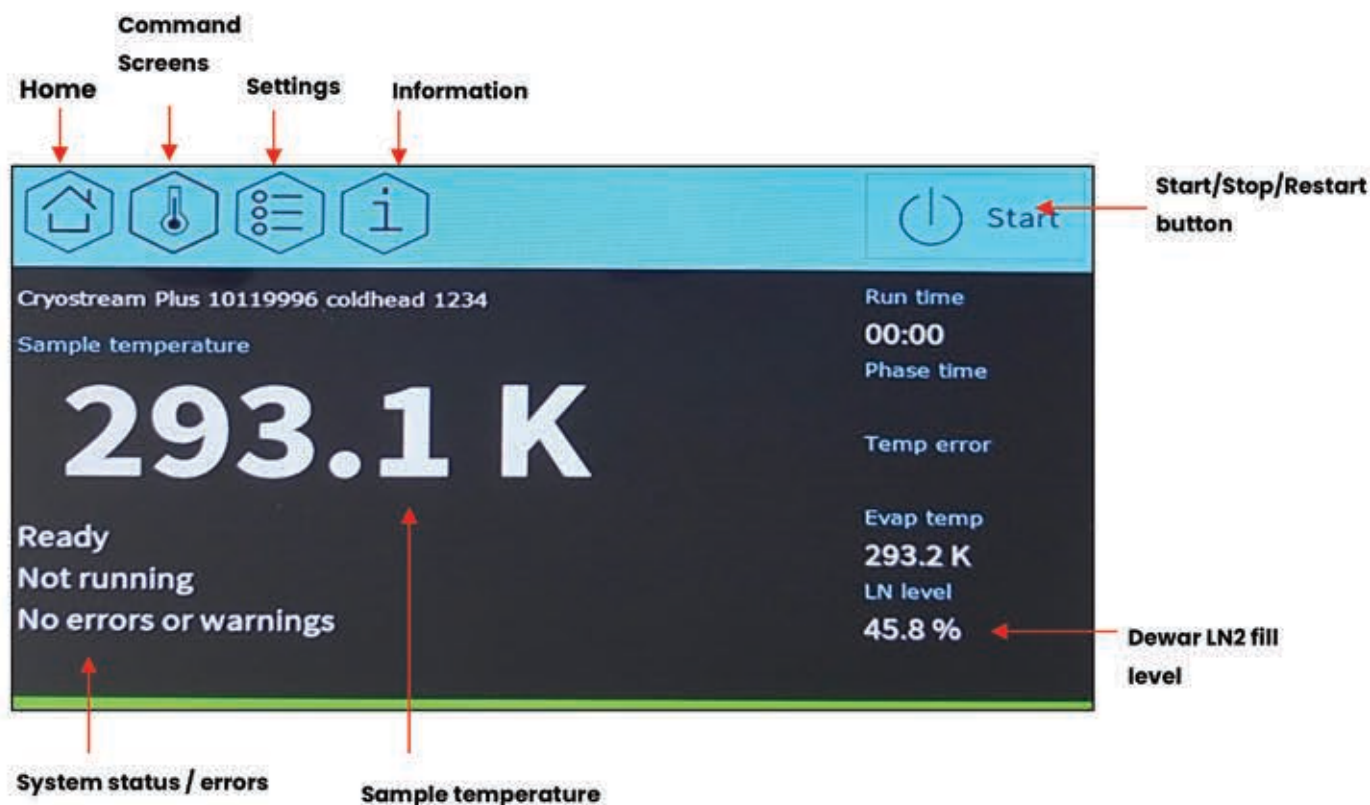 Command
Screens
Home
Settings
Information
Start/Stop/Restart
button
Start
Cryostream Plus 10119996 coldhead 1234
Run time
00:00
Sample temperature
Phase time
293.1 K
Temp error
Evap temp
Ready
293.2 K
Not running
LN level
No errors or warnings
45.8 %
Dewar LN2 fill
level
System status / errors
Sample temperature